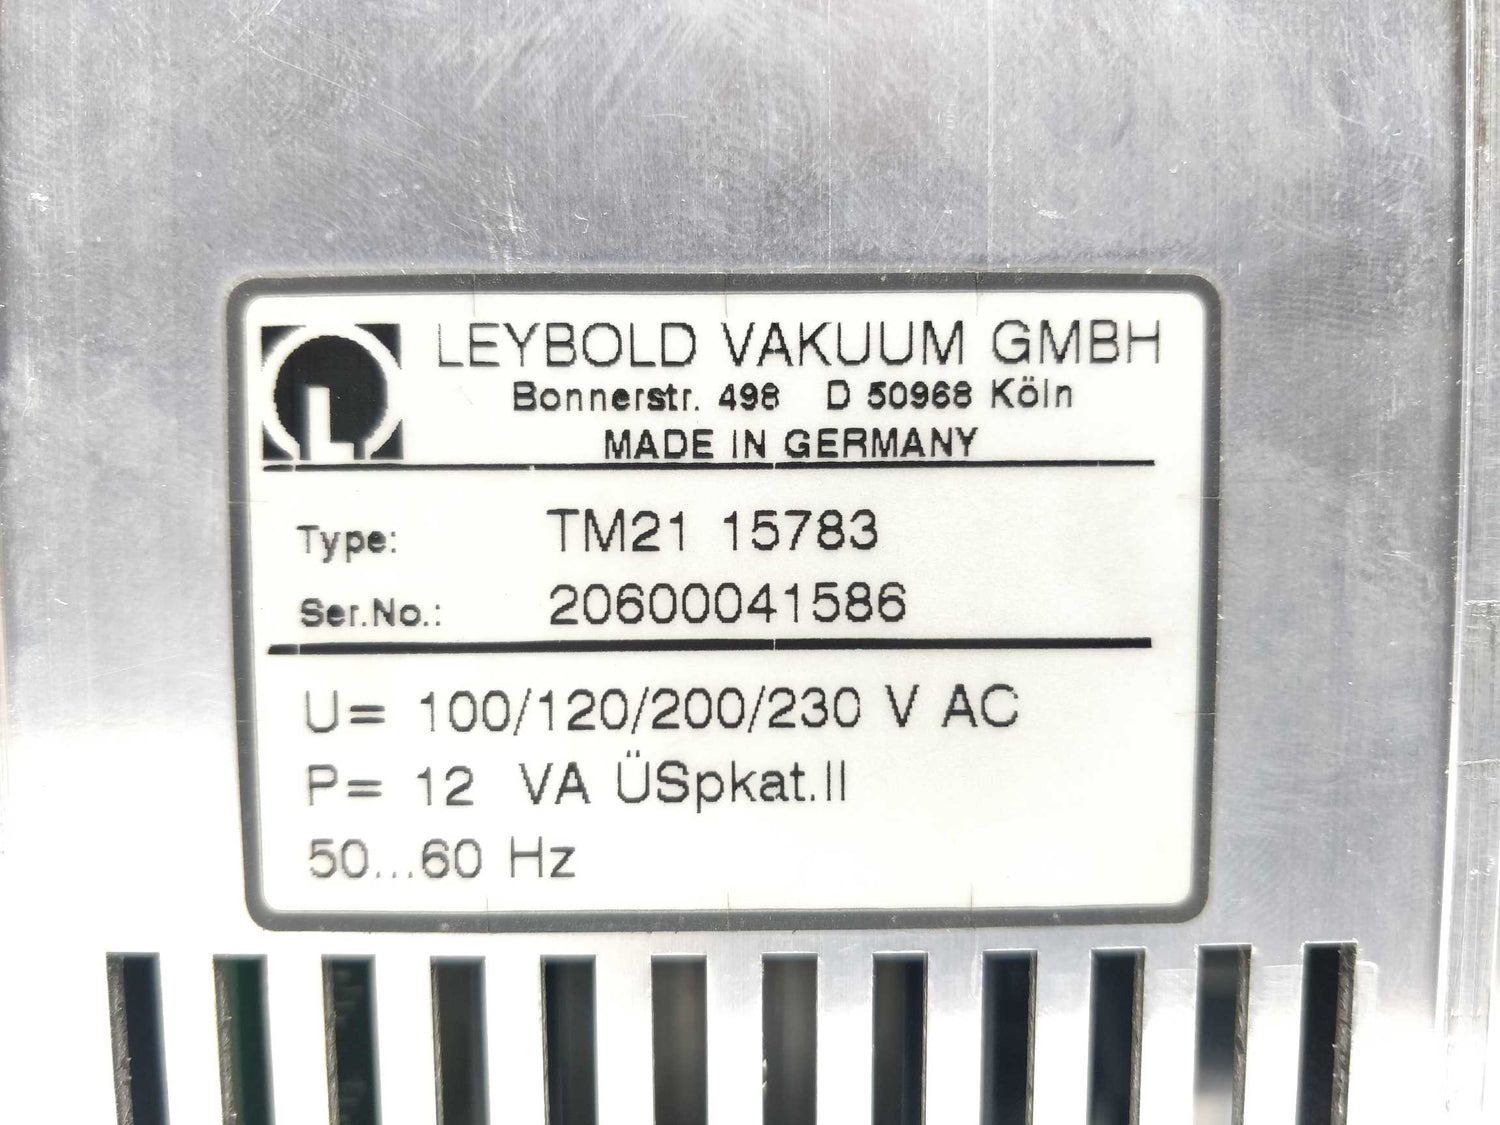 L
LEYBOLD VAKUUM GMBH
Bonnerstr. 498 D 50968 Köln
MADE IN GERMANY
Type: TM21 15783
Ser.No.: 20600041586
U= 100/120/200/230 V AC
P= 12 VA ÜSpkat.II
50...60 Hz